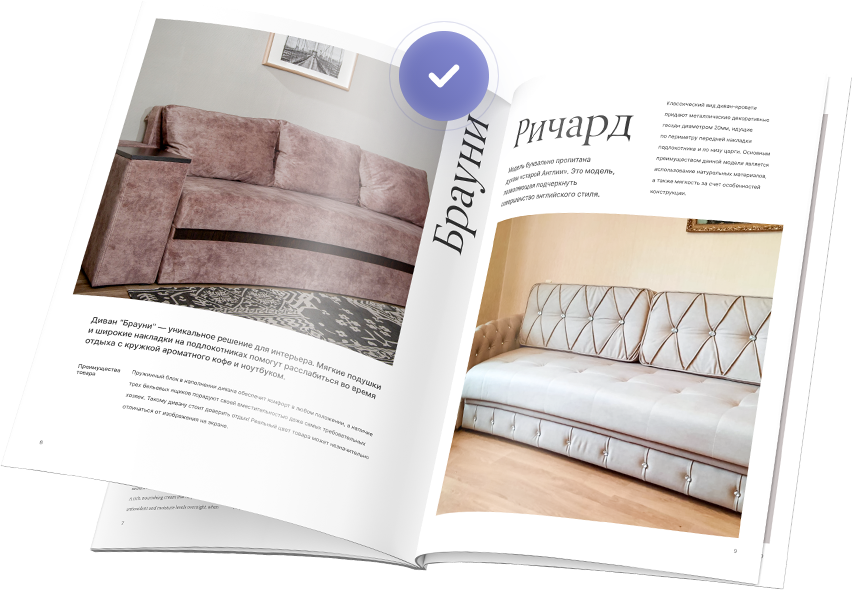 Брауни
Диван "Брауни" — уникальное решение для интерьера. Мягкие подушки
и широкие накладки на подлокотниках помогут расслабиться во время
отдыха с кружкой ароматного кофе и ноутбуком.
Преимущества
товара
Пружинный блок в наполнении дивана обеспечит комфорт в любом положении, а наличие
трех бельевых ящиков порадуют своей вместительностью даже самых требовательных
хозяек. Такому дивану стоит доверить отдых! Реальный цвет товара может незначительно
отличаться от изображения на экране.
8
7
Ричард
Модель буквально пропитана
духом «старой Англии». Это модель,
позволяющая подчеркнуть
совершенство английского стиля.
Классический вид диван-кровати
придают металлические декоративные
гвозди диаметром 20мм, идущие
по периметру передней накладки
подлокотника и по низу царги. Основным
преимуществом данной модели является
использование натуральных материалов,
а также мягкость за счет особенностей
конструкции.
9